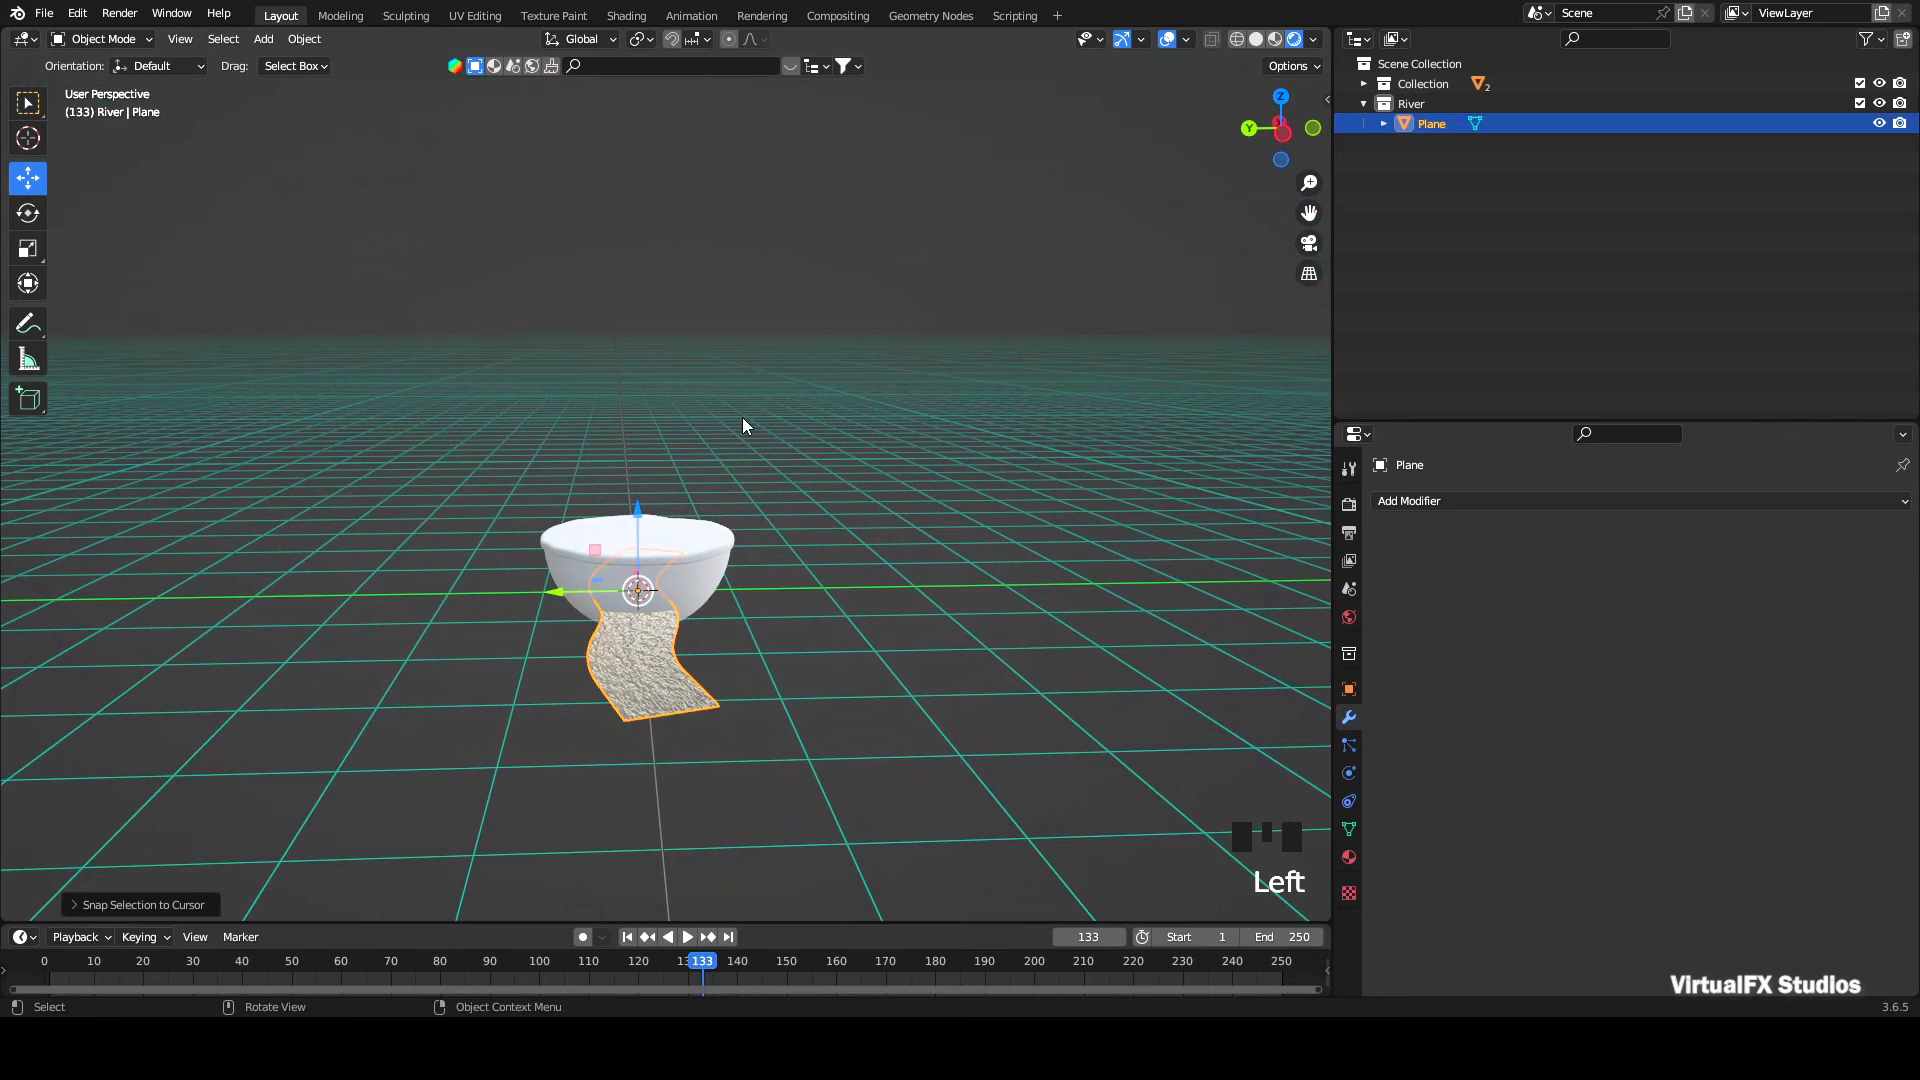 File Edit Render Window Help Layout Modeling Sculpting UV Editing Texture Paint Shading Animation Rendering Compositing Geometry Nodes Scripting + Scene ViewLayer
Object Mode View Select Add Object Global
Orientation: Default Drag: Select Box Options
User Perspective
(133) River | Plane
Z
Y
Scene Collection
Collection 2
River
Plane
Plane
Add Modifier
Left
Snap Selection to Cursor
Playback Keying View Marker 133 Start 1 End 250
0 10 20 30 40 50 60 70 80 90 100 110 120 133 140 150 160 170 180 190 200 210 220 230 240 250
VirtualFX Studios
Select Rotate View Object Context Menu 3.6.5